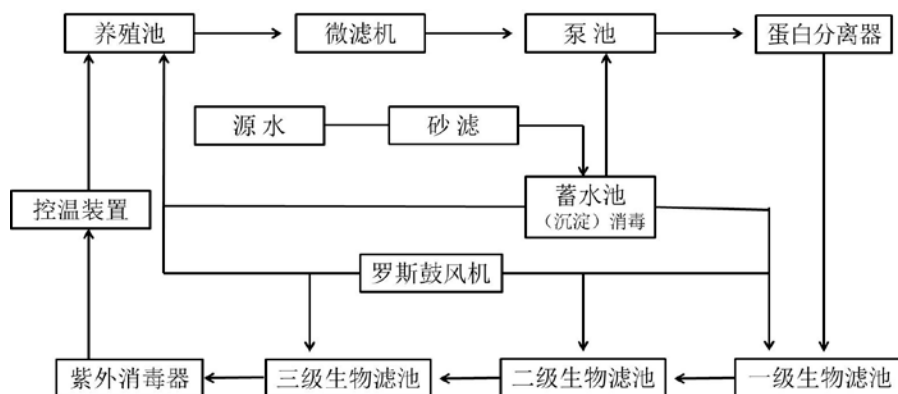 养殖池
微滤机
泵池
蛋白分离器
源水
砂滤
蓄水池
（沉淀）消毒
控温装置
罗斯鼓风机
紫外消毒器
三级生物滤池
二级生物滤池
一级生物滤池